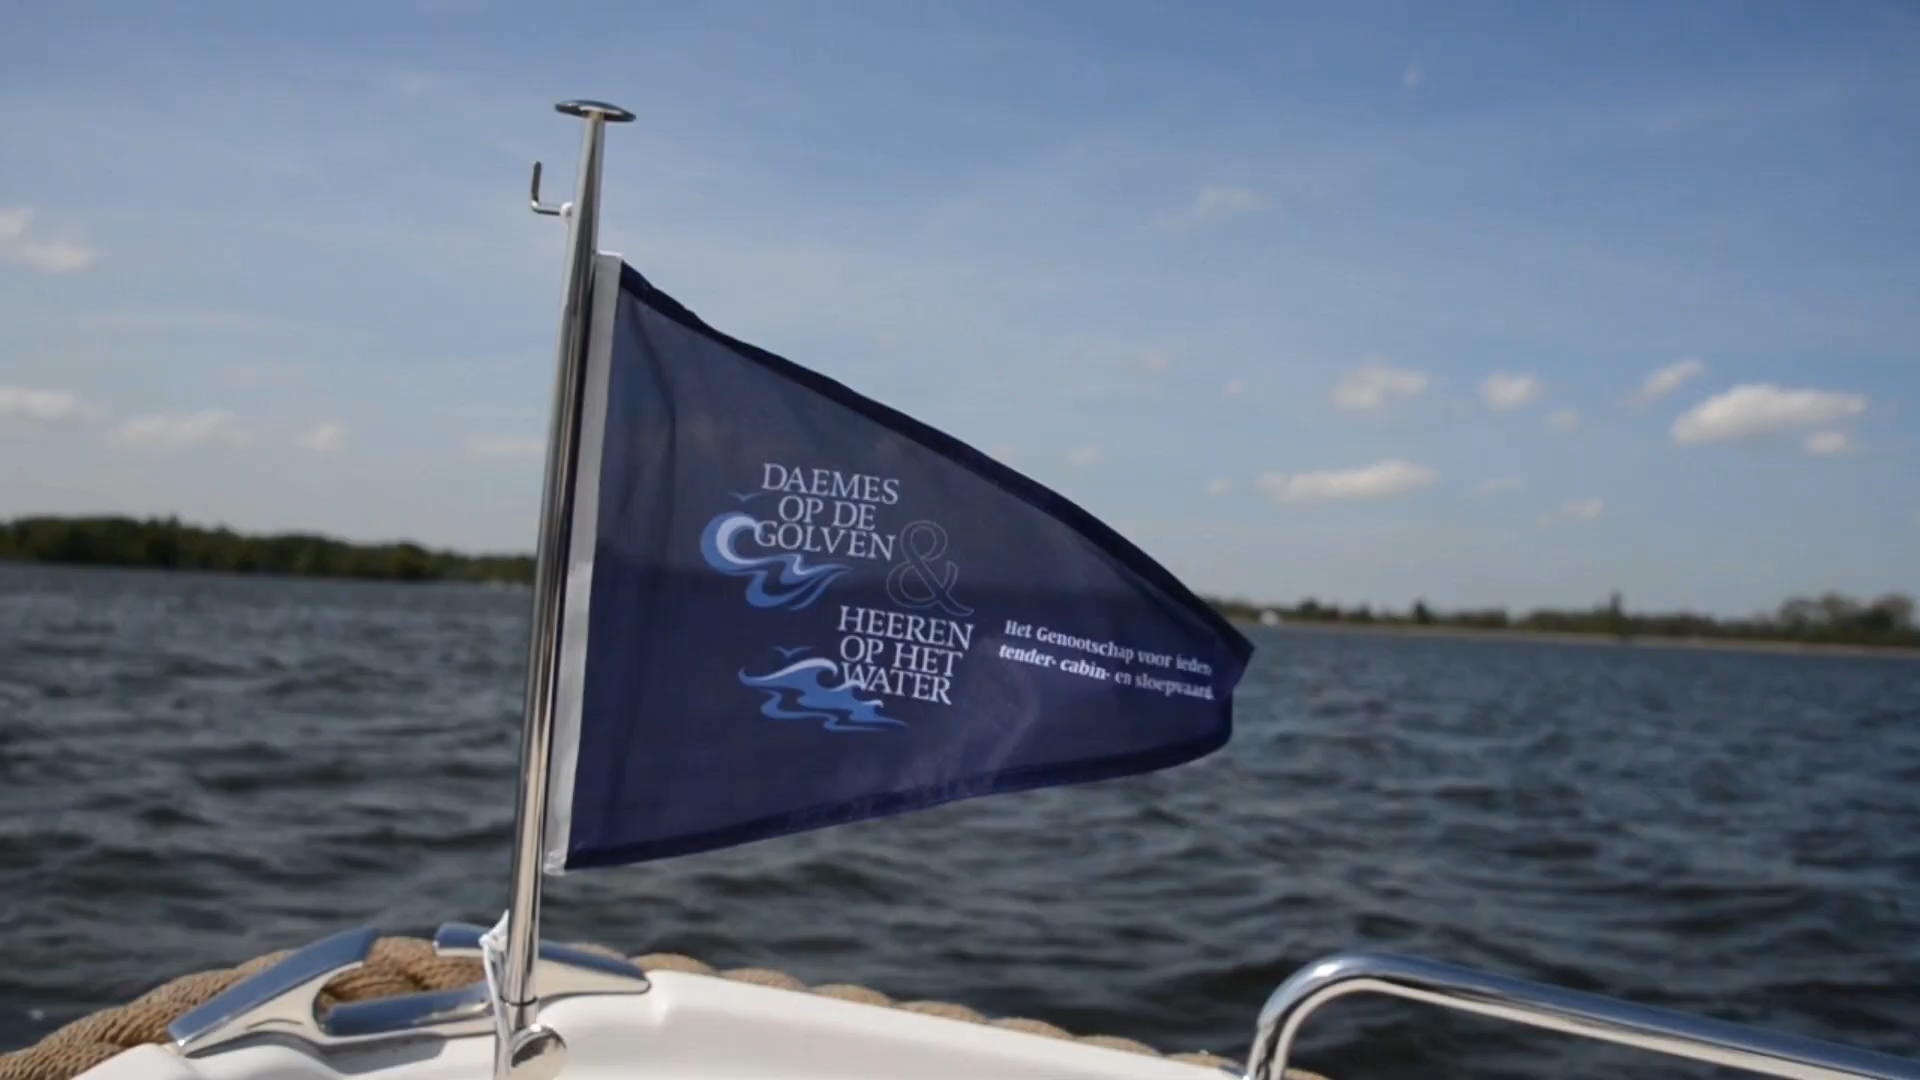 DAEMES
OP DE
GOLVEN
&
HEEREN
OP HET
WATER
Het Genootschap voor ieder
tender- cabin- en sloepvaard